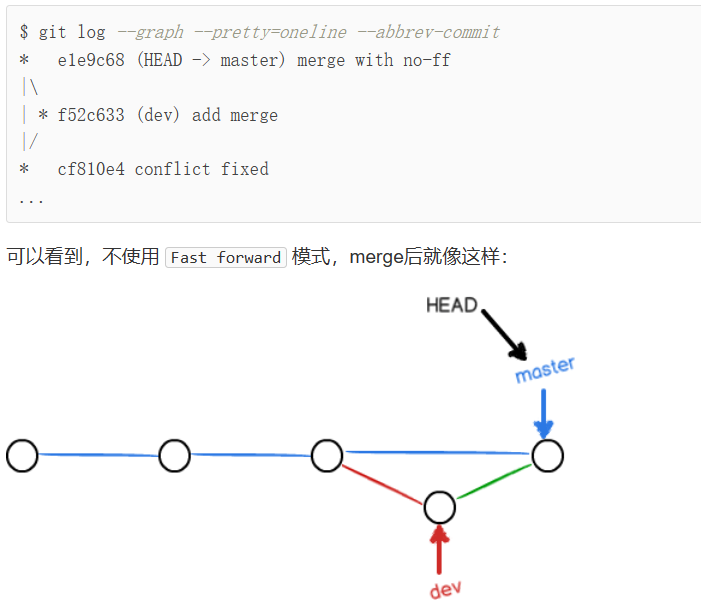 $ git log --graph --pretty=oneline --abbrev-commit
*   e1e9c68 (HEAD -> master) merge with no-ff
|\
| * f52c633 (dev) add merge
|/
*   cf810e4 conflict fixed
...
可以看到，不使用 Fast forward 模式，merge后就像这样：
HEAD
master
dev